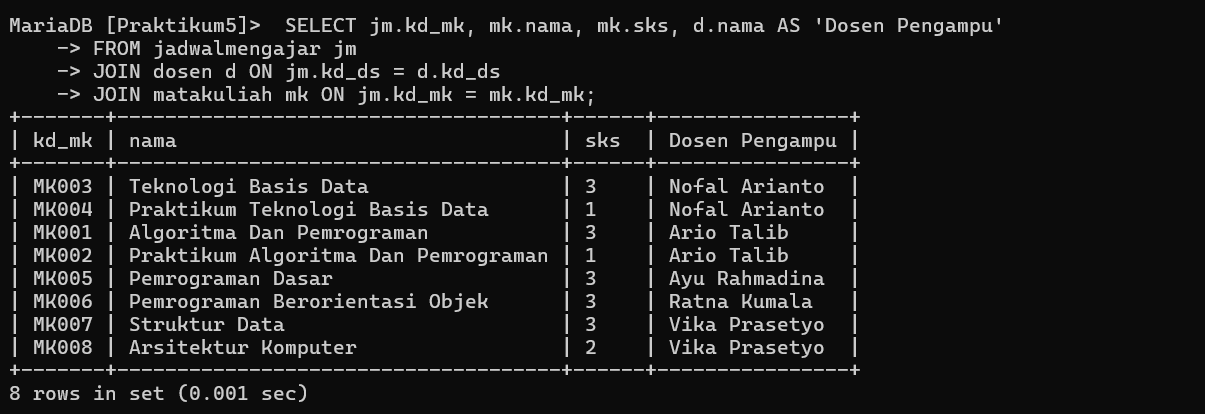 MariaDB [Praktikum5]>  SELECT jm.kd_mk, mk.nama, mk.sks, d.nama AS 'Dosen Pengampu'
    -> FROM jadwalmengajar jm
    -> JOIN dosen d ON jm.kd_ds = d.kd_ds
    -> JOIN matakuliah mk ON jm.kd_mk = mk.kd_mk;
+-------+-------------------------------------+------+----------------+
| kd_mk | nama                                | sks  | Dosen Pengampu |
+-------+-------------------------------------+------+----------------+
| MK003 | Teknologi Basis Data                | 3    | Nofal Arianto  |
| MK004 | Praktikum Teknologi Basis Data      | 1    | Nofal Arianto  |
| MK001 | Algoritma Dan Pemrograman           | 3    | Ario Talib     |
| MK002 | Praktikum Algoritma Dan Pemrograman | 1    | Ario Talib     |
| MK005 | Pemrograman Dasar                   | 3    | Ayu Rahmadina  |
| MK006 | Pemrograman Berorientasi Objek      | 3    | Ratna Kumala   |
| MK007 | Struktur Data                       | 3    | Vika Prasetyo  |
| MK008 | Arsitektur Komputer                 | 2    | Vika Prasetyo  |
+-------+-------------------------------------+------+----------------+
8 rows in set (0.001 sec)